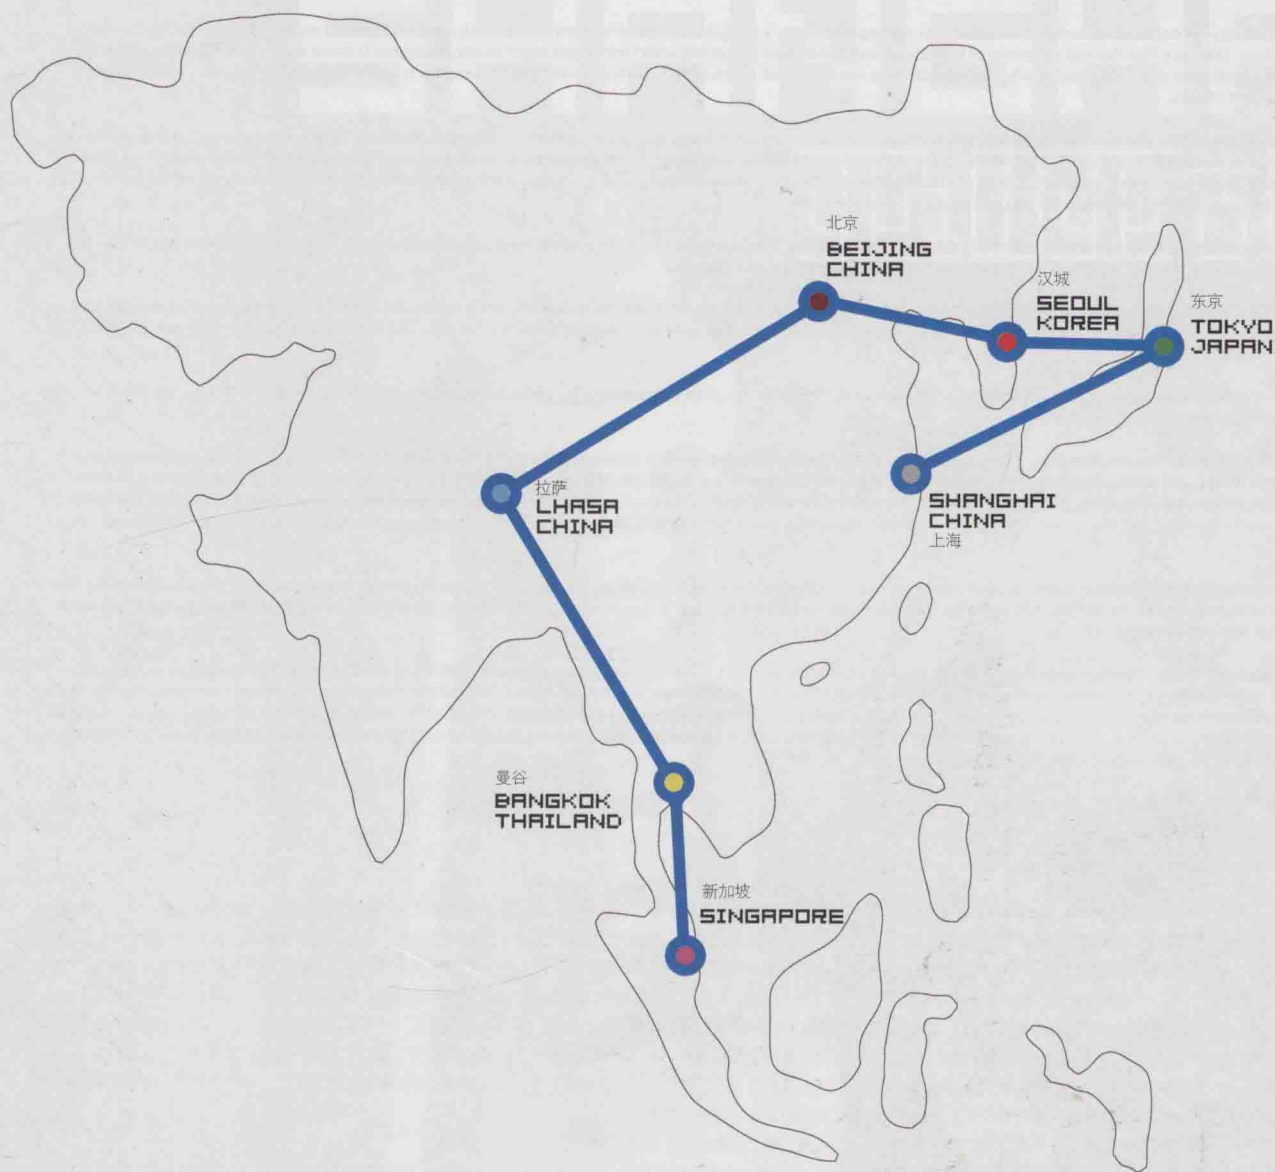 北京
BEIJING
CHINA
汉城
SEOUL
KOREA
东京
TOKYO
JAPAN
拉萨
LHASA
CHINA
SHANGHAI
CHINA
上海
曼谷
BANGKOK
THAILAND
新加坡
SINGAPORE